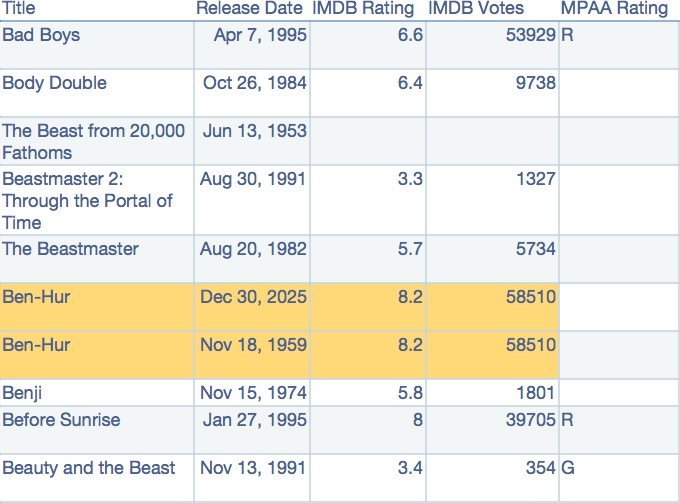 Title Release Date IMDB Rating IMDB Votes MPAA Rating
Bad Boys Apr 7, 1995 6.6 53929 R
Body Double Oct 26, 1984 6.4 9738
The Beast from 20,000 Jun 13, 1953
Fathoms
Beastmaster 2: Aug 30, 1991 3.3 1327
Through the Portal of
Time
The Beastmaster Aug 20, 1982 5.7 5734
Ben-Hur Dec 30, 2025 8.2 58510
Ben-Hur Nov 18, 1959 8.2 58510
Benji Nov 15, 1974 5.8 1801
Before Sunrise Jan 27, 1995 8 39705 R
Beauty and the Beast Nov 13, 1991 3.4 354 G